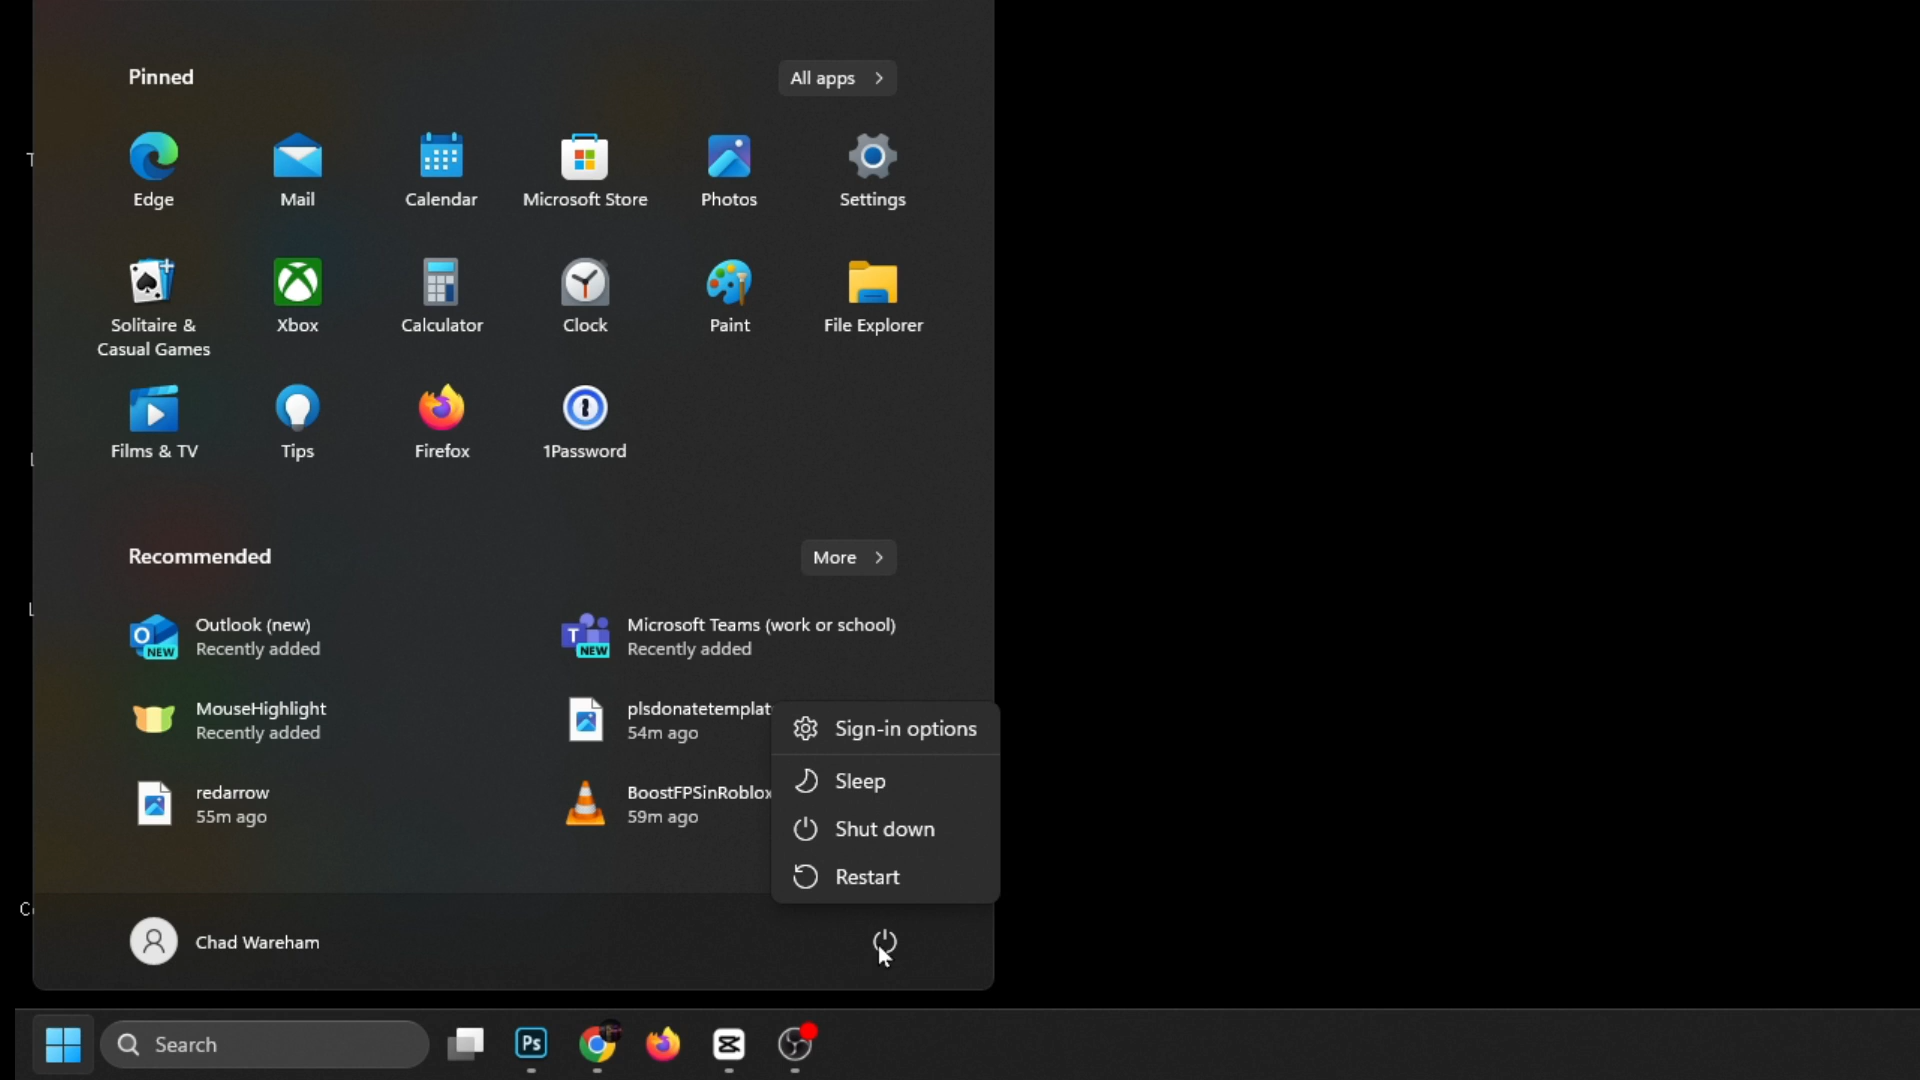 Pinned
All apps
Edge
Mail
Calendar
Microsoft Store
Photos
Settings
Solitaire &
Casual Games
Xbox
Calculator
Clock
Paint
File Explorer
Films & TV
Tips
Firefox
1Password
Recommended
More
Outlook (new)
Recently added
NEW
Microsoft Teams (work or school)
Recently added
NEW
MouseHighlight
Recently added
plsdonatetemplat
54m ago
redarrow
55m ago
BoostFPSinRoblox
59m ago
Sign-in options
Sleep
Shut down
Restart
Chad Wareham
Search
Ps